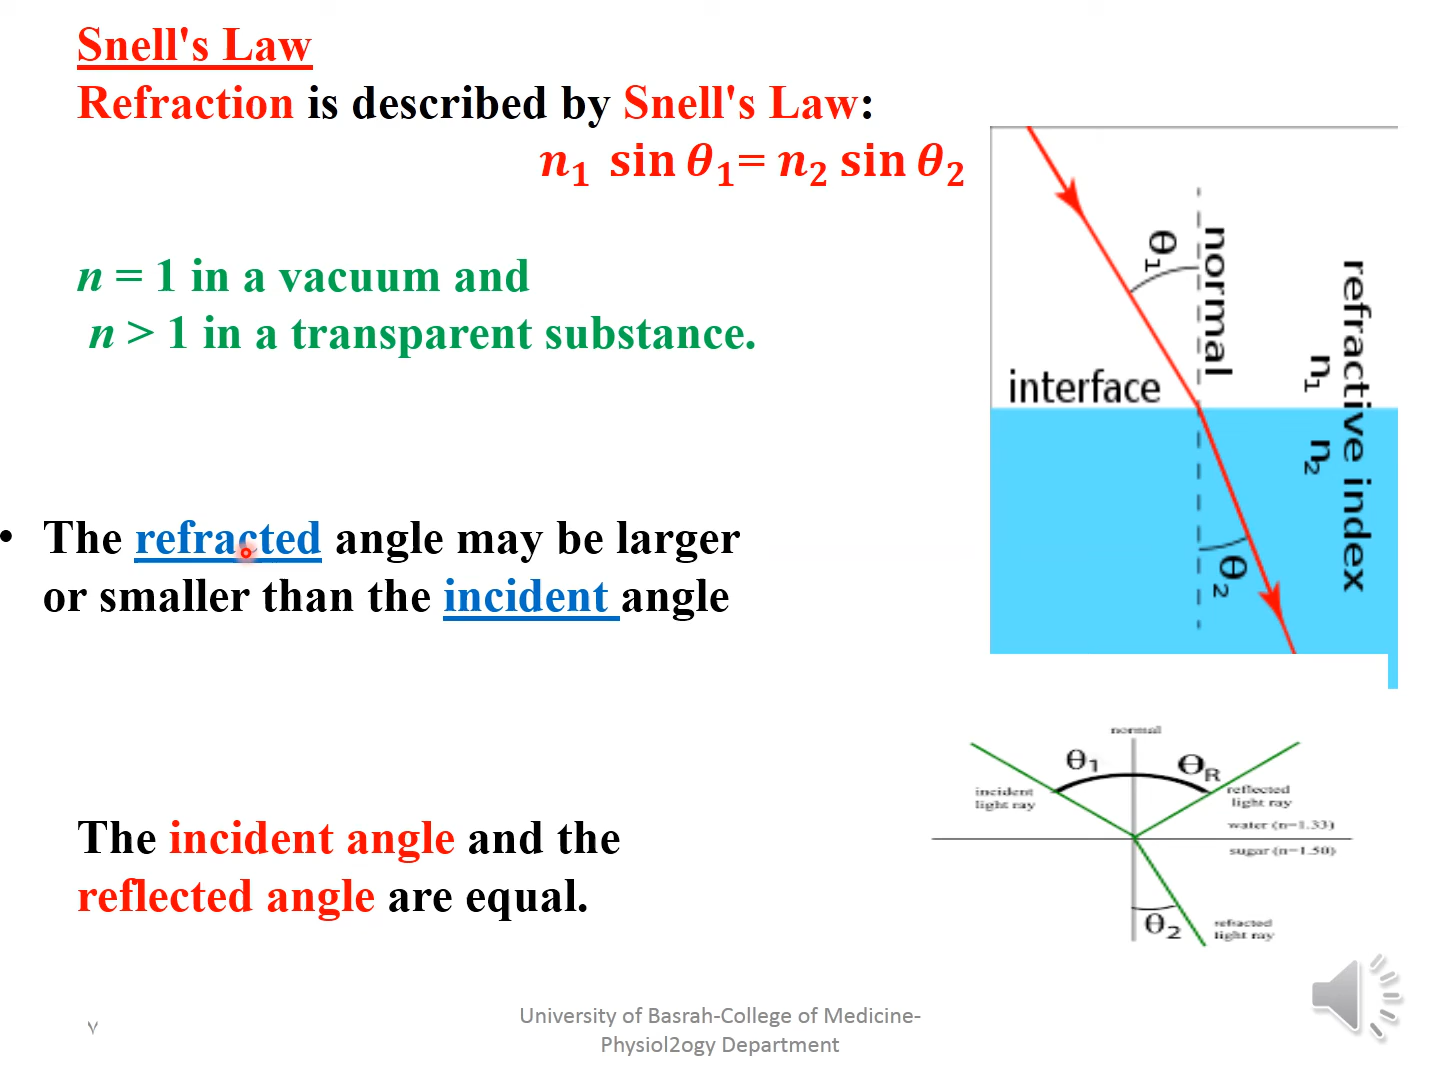 Snell's Law
Refraction is described by Snell's Law:
n₁ sin θ₁= n₂ sin θ₂
n = 1 in a vacuum and
n > 1 in a transparent substance.
• The refracted angle may be larger
or smaller than the incident angle
The incident angle and the
reflected angle are equal.
θ₁
normal
refractive index
n₁
interface
n₂
θ₂
normal
θ₁
θR
incident
light ray
reflected
light ray
water (n=1.33)
sugar (n=1.50)
θ₂
refracted
light ray
٧
University of Basrah-College of Medicine-
Physiol2ogy Department